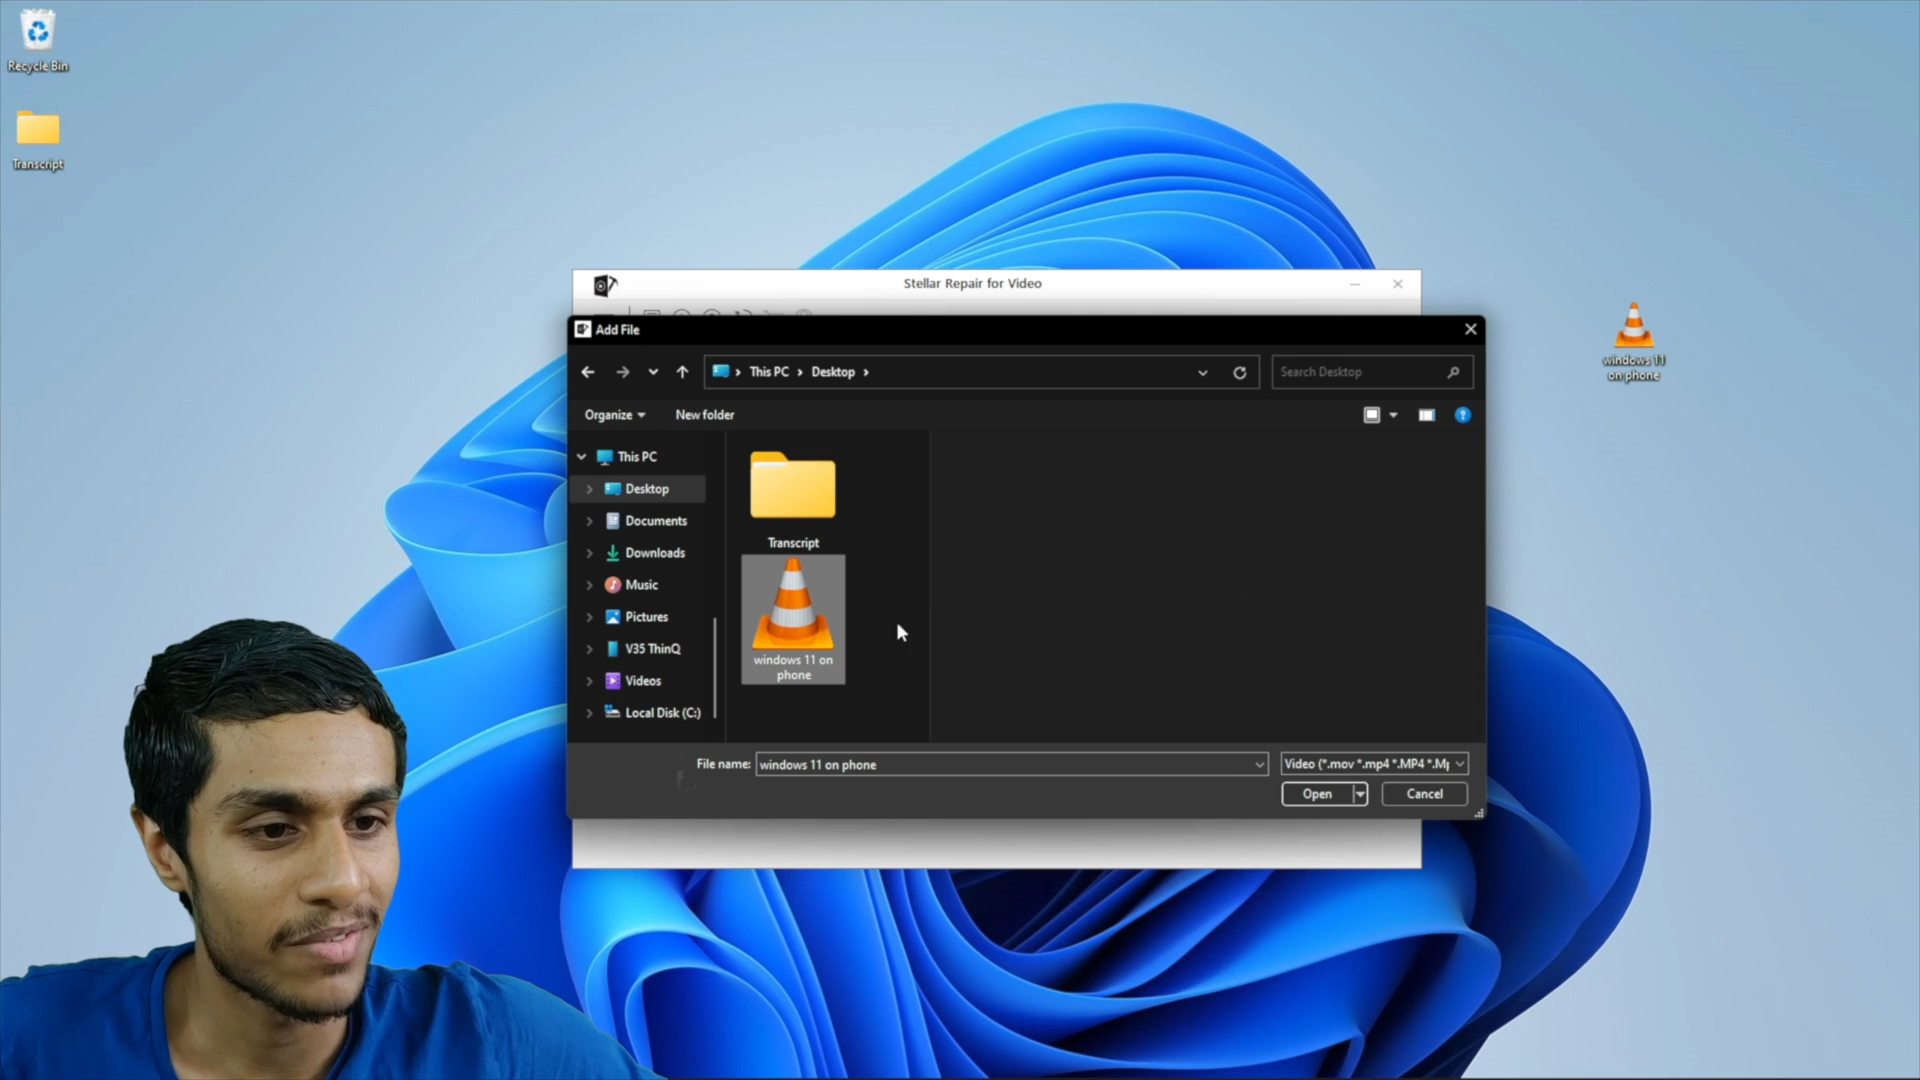 Recycle Bin
Transcript
Stellar Repair for Video
Add File
This PC
Desktop
Search Desktop
Organize
New folder
This PC
Desktop
Documents
Downloads
Music
Pictures
V35 ThinQ
Videos
Local Disk (C:)
Transcript
windows 11 on
phone
File name:
windows 11 on phone
Video (*.mov *.mp4 *.MP4 *.M
Open
Cancel
windows 11
on phone